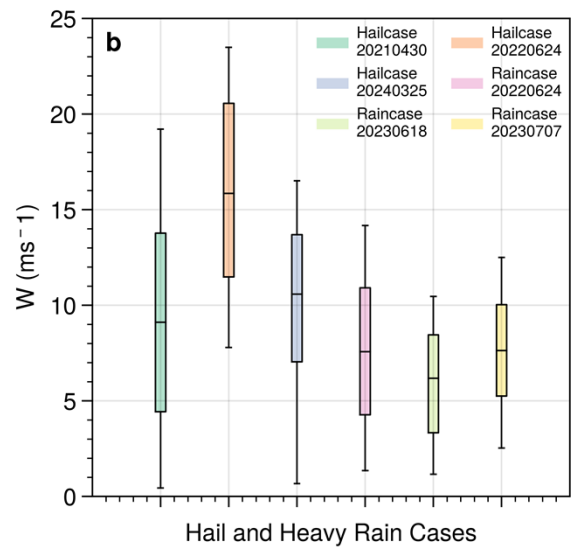 b
Hailcase
20210430
Hailcase
20220624
Hailcase
20240325
Raincase
20220624
Raincase
20230618
Raincase
20230707
25
20
15
10
5
0
W (ms⁻1)
Hail and Heavy Rain Cases